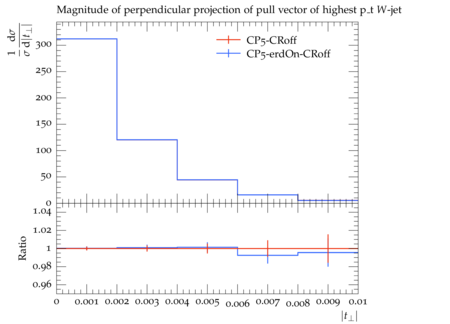 Magnitude of perpendicular projection of pull vector of highest p_t W-jet
1/σ dσ/d|t⊥|
CP5-CRoff
CP5-erdOn-CRoff
300
250
200
150
100
50
0
1.04
1.02
1
0.98
0.96
Ratio
0 0.001 0.002 0.003 0.004 0.005 0.006 0.007 0.008 0.009 0.01
|t⊥|